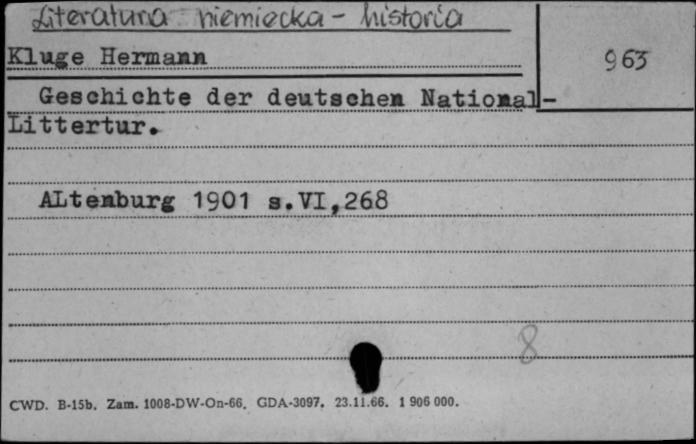 Literatura niemiecka - historia
Kluge Hermann
963
Geschichte der deutschen National-
Littertur.
ALtenburg 1901 s.VI,268
8
CWD. B-15b. Zam. 1008-DW-On-66. GDA-3097. 23.11.66. 1 906 000.